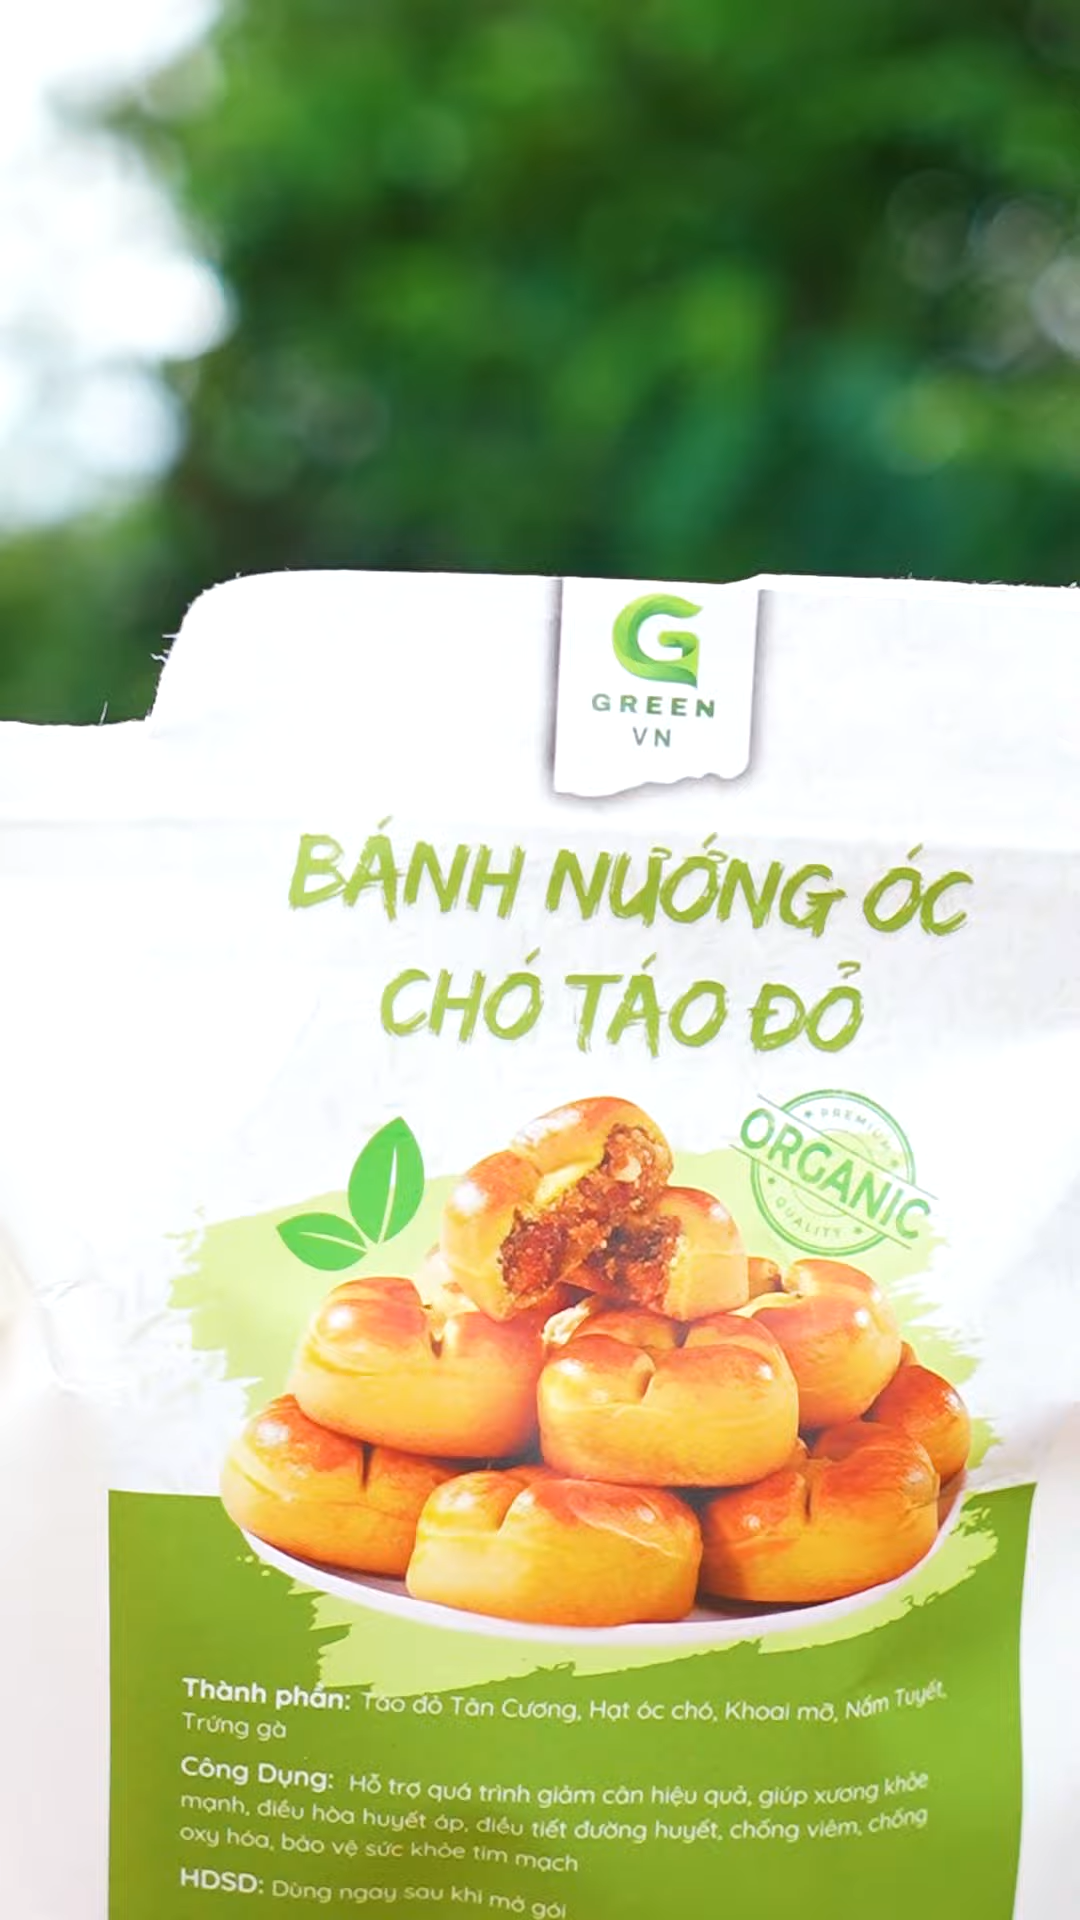 GREEN
VN
BÁNH NƯỚNG ÓC
CHÓ TÁO ĐỎ
PREMIUM
ORGANIC
QUALITY
Thành phần: Táo đỏ Tân Cương, Hạt óc chó, Khoai mỡ, Nấm Tuyết,
Trứng gà
Công Dụng: Hỗ trợ quá trình giảm cân hiệu quả, giúp xương khỏe
mạnh, điều hòa huyết áp, điều tiết đường huyết, chống viêm, chống
oxy hóa, bảo vệ sức khỏe tim mạch
HDSD: Dùng ngay sau khi mở gói